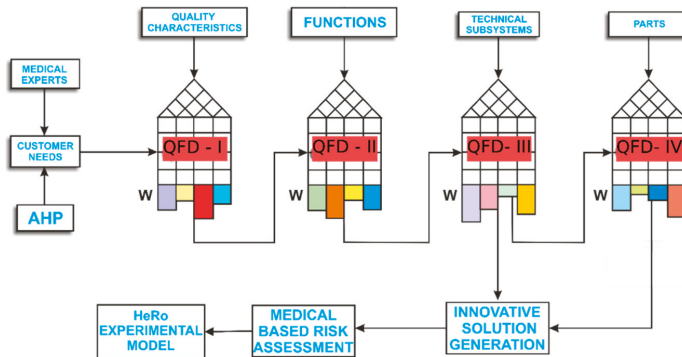 QUALITY
CHARACTERISTICS
FUNCTIONS
TECHNICAL
SUBSYSTEMS
PARTS
MEDICAL
EXPERTS
CUSTOMER
NEEDS
AHP
QFD - I
QFD - II
QFD- III
QFD- IV
W
W
W
W
HeRo
EXPERIMENTAL
MODEL
MEDICAL
BASED RISK
ASSESSMENT
INNOVATIVE
SOLUTION
GENERATION